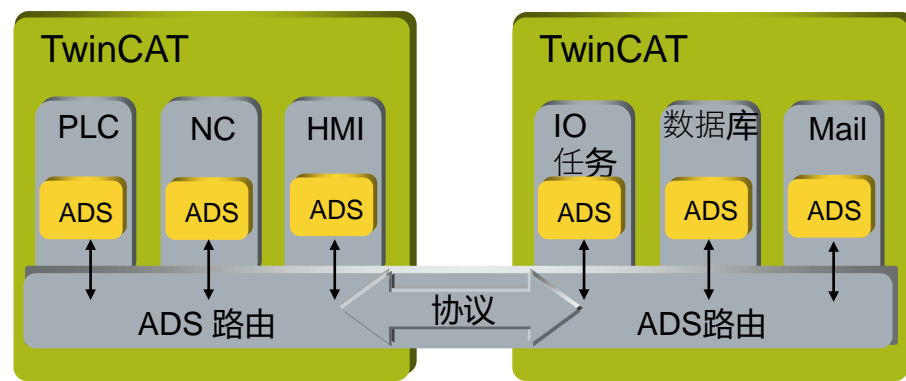 TwinCAT
PLC
NC
HMI
ADS
ADS
ADS
ADS 路由
协议
TwinCAT
IO
任务
数据库
Mail
ADS
ADS
ADS
ADS路由